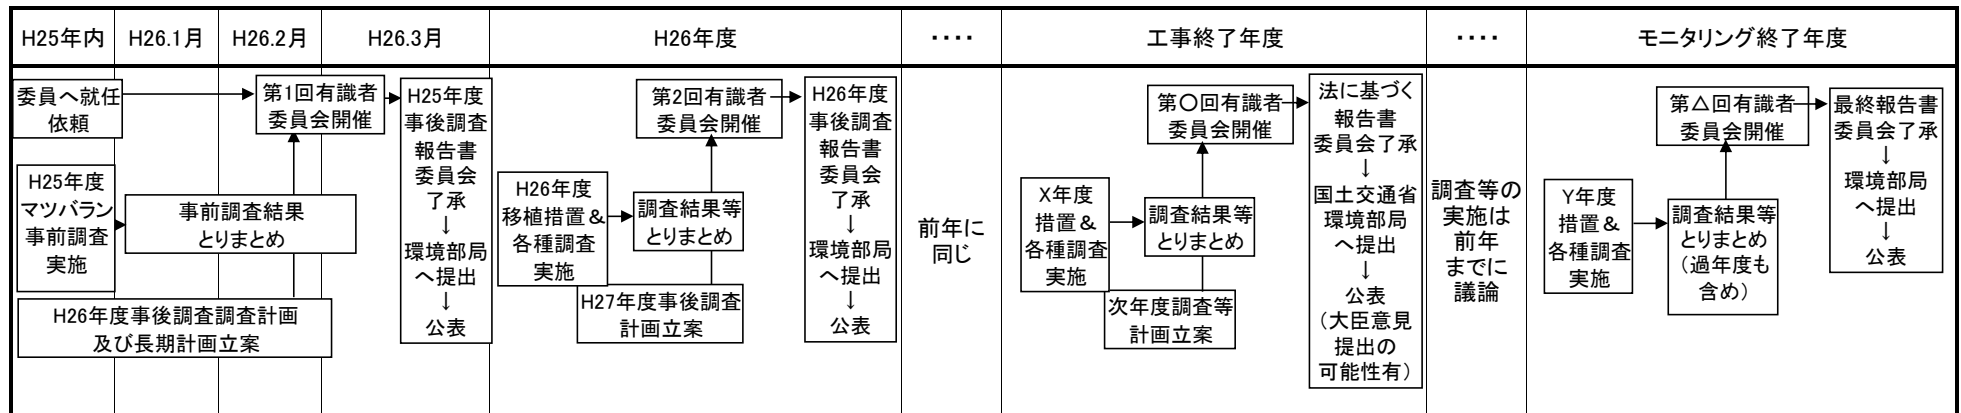 H25年内
H26.1月
H26.2月
H26.3月
H26年度
････
工事終了年度
････
モニタリング終了年度
委員へ就任
依頼
第1回有識者
委員会開催
H25年度
事後調査
報告書
委員会
了承
↓
環境部局
へ提出
↓
公表
H25年度
マツバラン
事前調査
実施
事前調査結果
とりまとめ
H26年度事後調査調査計画
及び長期計画立案
第2回有識者
委員会開催
H26年度
事後調査
報告書
委員会
了承
↓
環境部局
へ提出
↓
公表
H26年度
移植措置&
各種調査
実施
調査結果等
とりまとめ
H27年度事後調査
計画立案
前年に
同じ
第○回有識者
委員会開催
法に基づく
報告書
委員会了承
↓
国土交通省
環境部局
へ提出
↓
公表
(大臣意見
提出の
可能性有)
X年度
措置&
各種調査
実施
調査結果等
とりまとめ
次年度調査等
計画立案
調査等の
実施は
前年
までに
議論
第△回有識者
委員会開催
最終報告書
委員会了承
↓
環境部局
へ提出
↓
公表
Y年度
措置&
各種調査
実施
調査結果等
とりまとめ
(過年度も
含め)